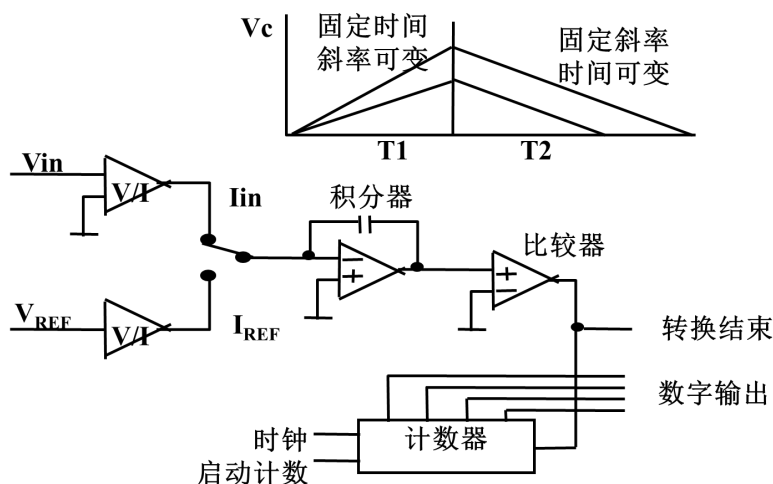 Vc
固定时间
斜率可变
固定斜率
时间可变
T1
T2
Vin
V/I
Iin
积分器
比较器
VREF
V/I
IREF
转换结束
数字输出
时钟
启动计数
计数器